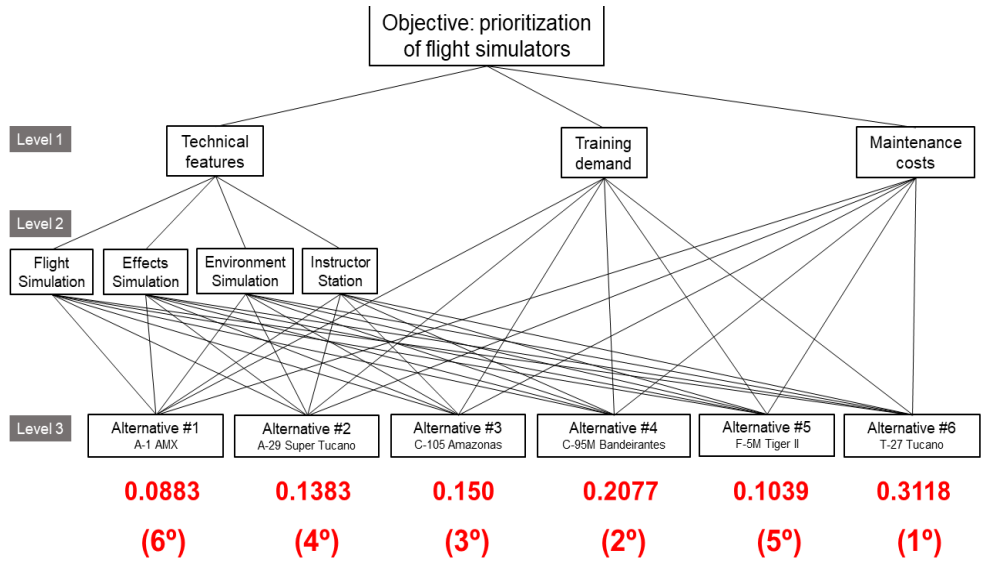 Objective: prioritization
of flight simulators
Level 1
Technical
features
Training
demand
Maintenance
costs
Level 2
Flight
Simulation
Effects
Simulation
Environment
Simulation
Instructor
Station
Level 3
Alternative #1
A-1 AMX
Alternative #2
A-29 Super Tucano
Alternative #3
C-105 Amazonas
Alternative #4
C-95M Bandeirantes
Alternative #5
F-5M Tiger II
Alternative #6
T-27 Tucano
0.0883
0.1383
0.150
0.2077
0.1039
0.3118
(6º)
(4º)
(3º)
(2º)
(5º)
(1º)